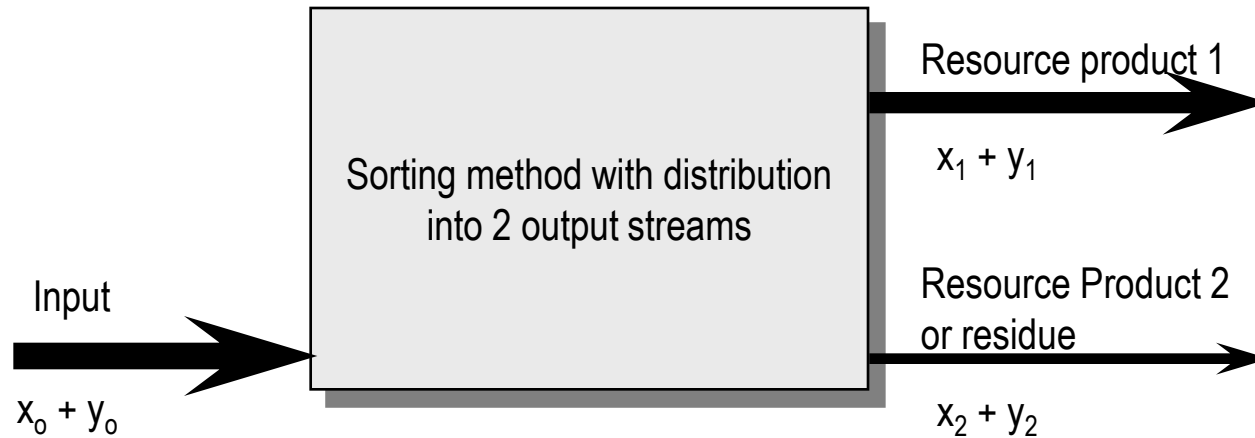 Resource product 1
x₁ + y₁
Sorting method with distribution
into 2 output streams
Input
xₒ + yₒ
Resource Product 2
or residue
x₂ + y₂